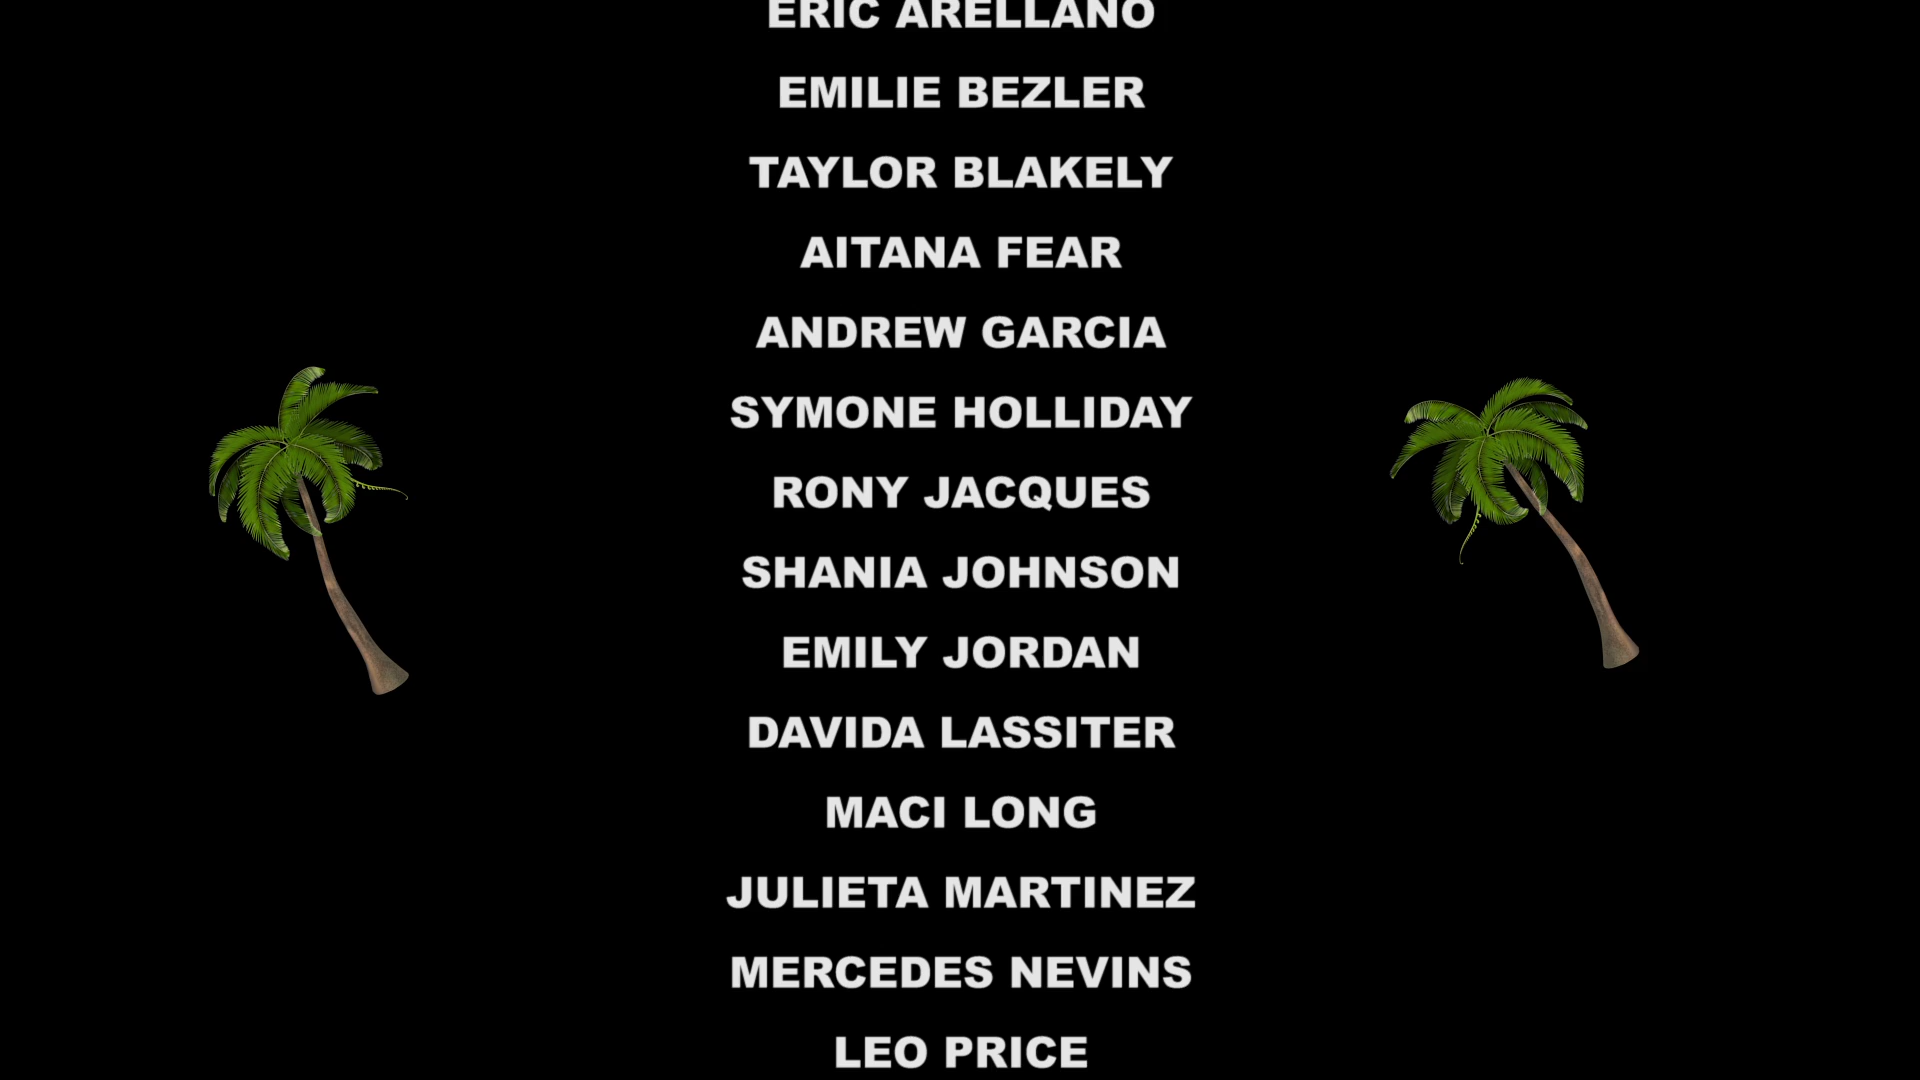 ERIC ARELLANO
EMILIE BEZLER
TAYLOR BLAKELY
AITANA FEAR
ANDREW GARCIA
SYMONE HOLLIDAY
RONY JACQUES
SHANIA JOHNSON
EMILY JORDAN
DAVIDA LASSITER
MACI LONG
JULIETA MARTINEZ
MERCEDES NEVINS
LEO PRICE